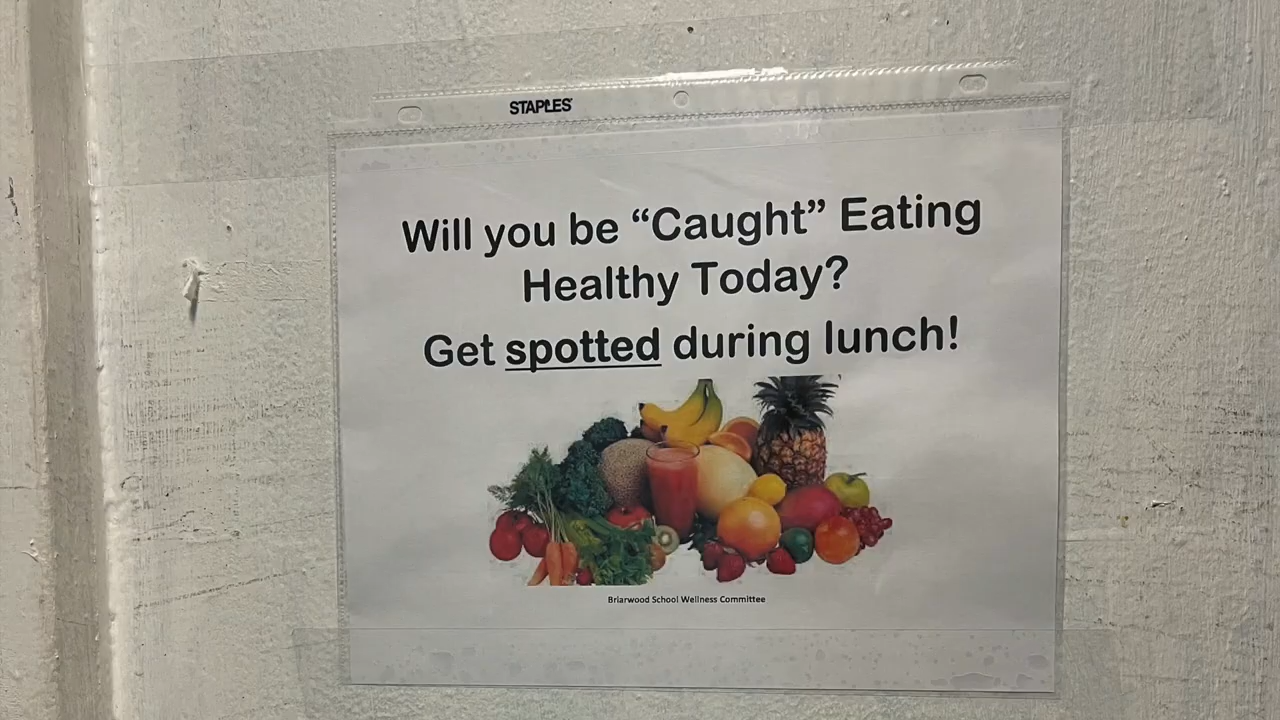 STAPLES
Will you be “Caught” Eating
Healthy Today?
Get spotted during lunch!
Briarwood School Wellness Committee